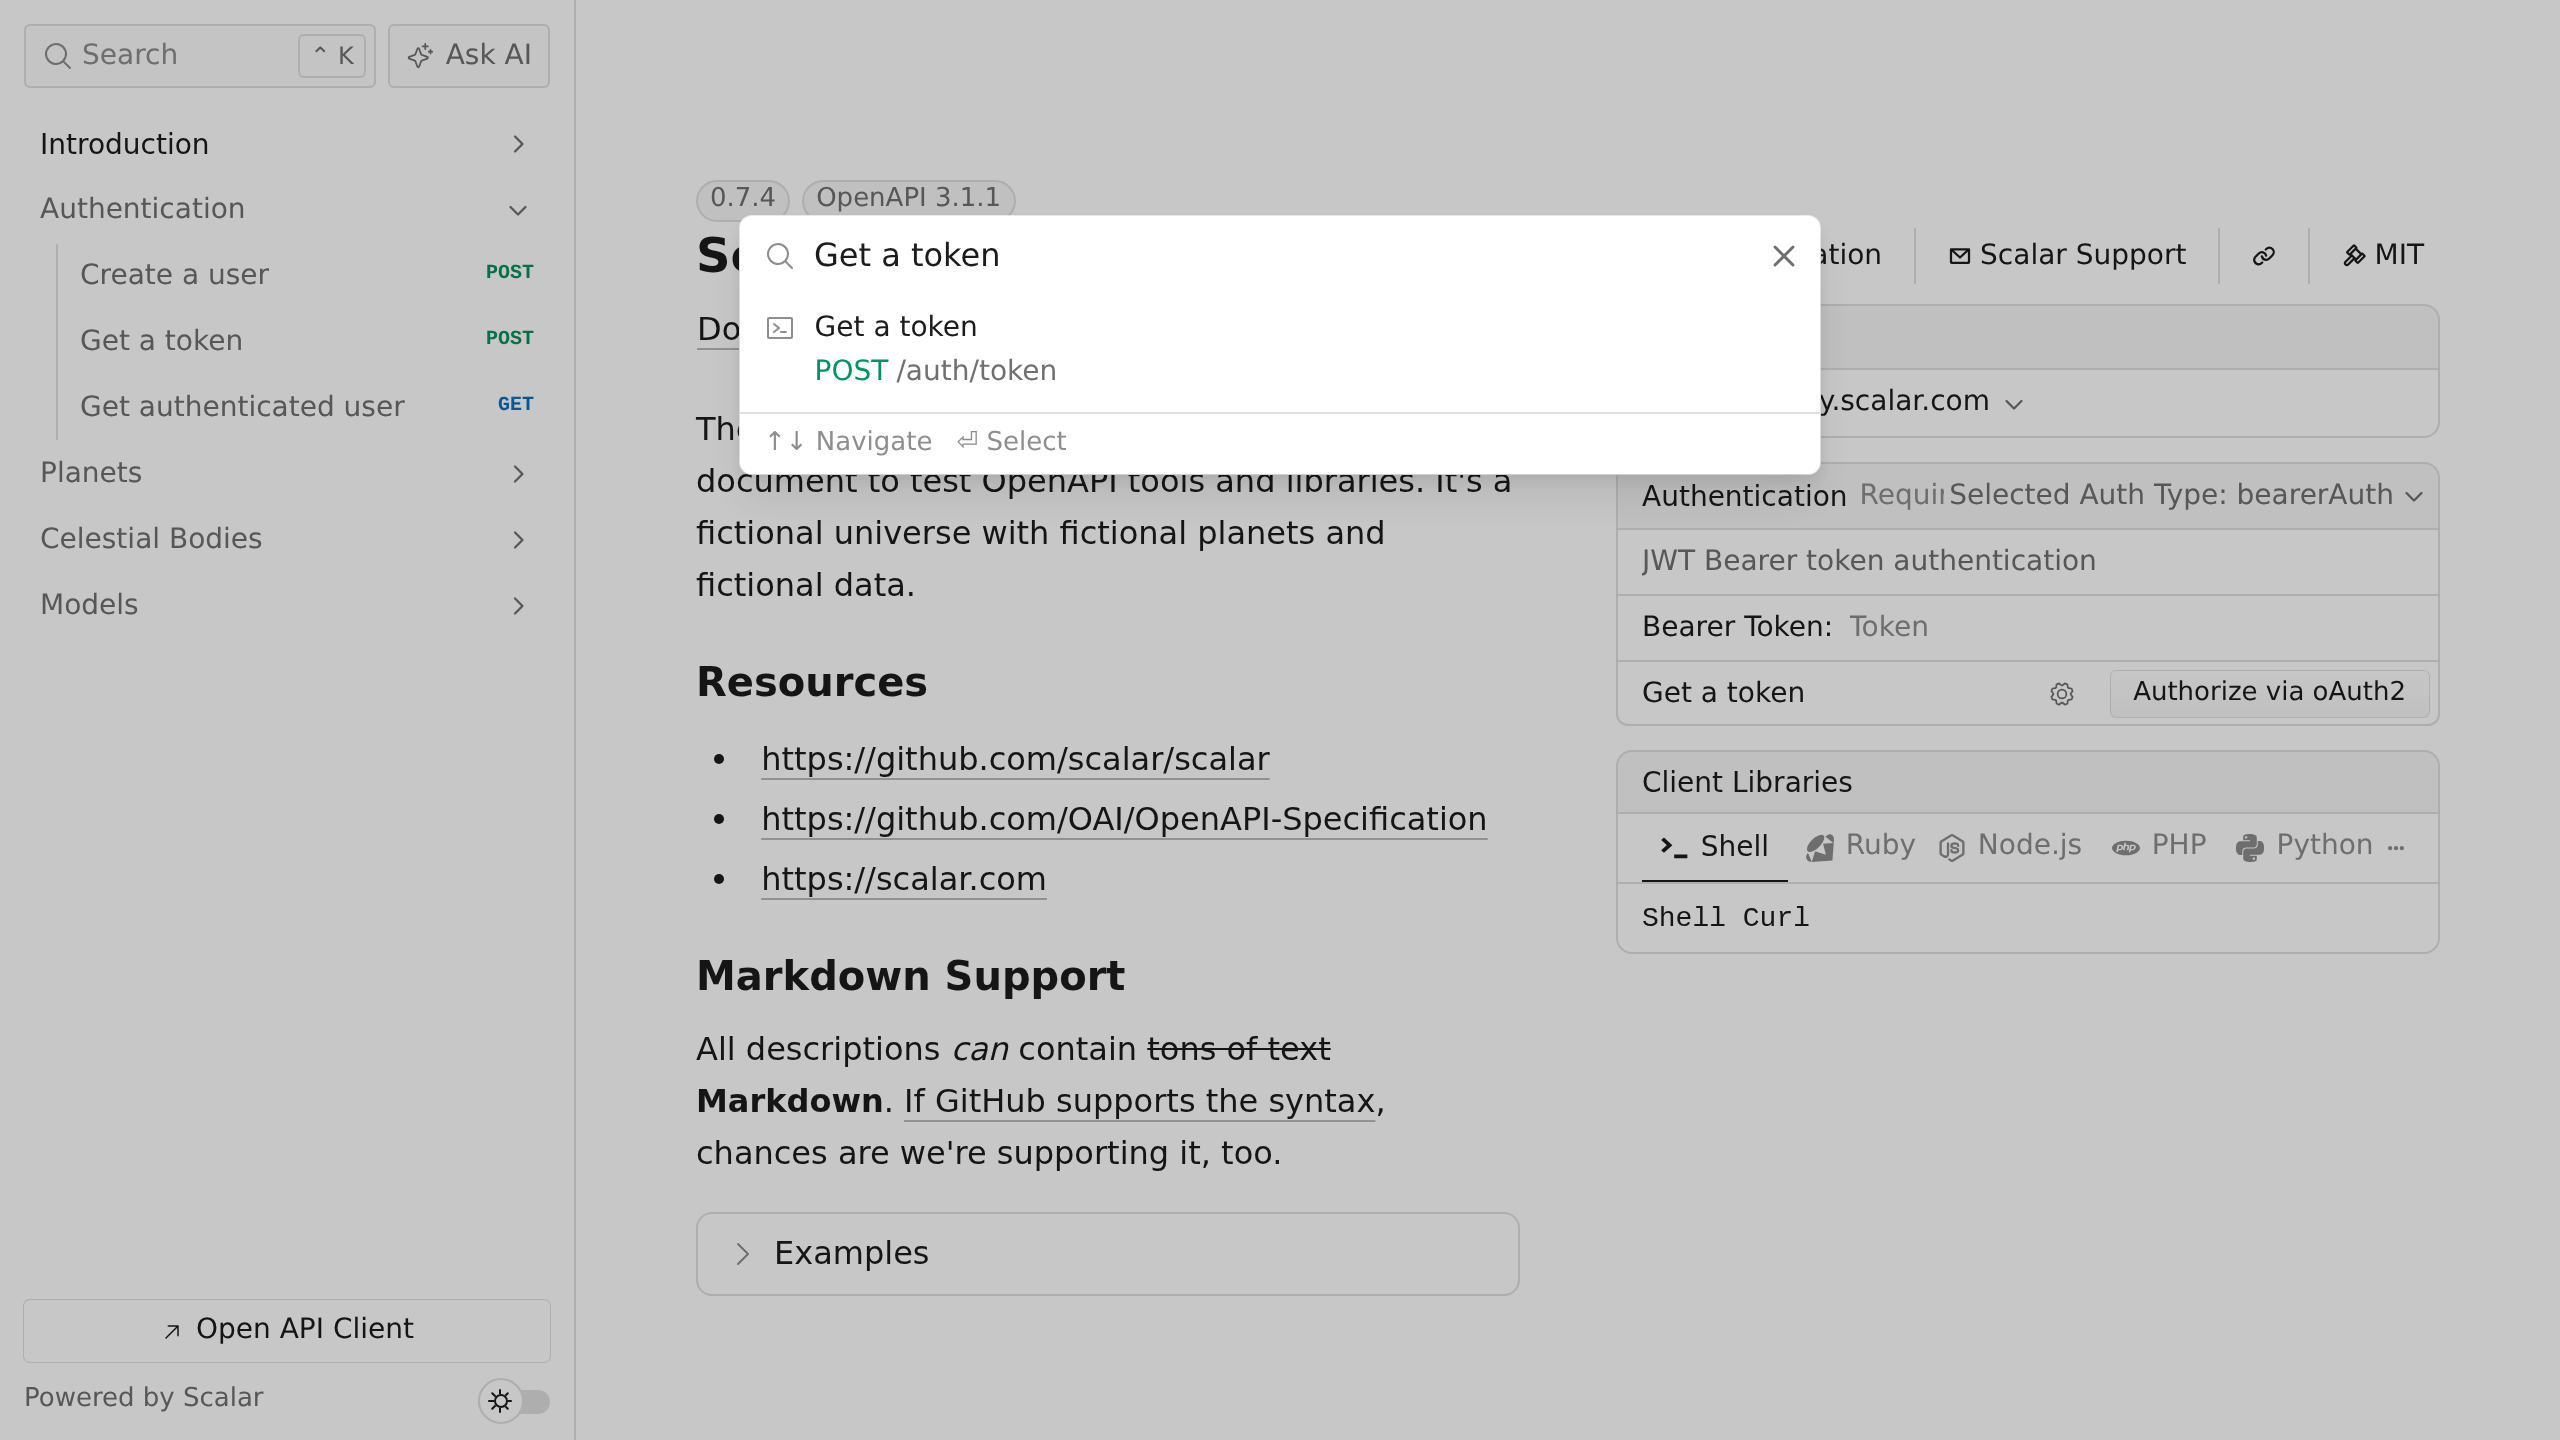 Search
⌃ K
Ask AI
Introduction
Authentication
Create a user POST
Get a token POST
Get authenticated user GET
Planets
Celestial Bodies
Models
Open API Client
Powered by Scalar
0.7.4
OpenAPI 3.1.1
Get a token
Get a token
POST /auth/token
↑↓ Navigate ⏎ Select
Scalar Support
MIT
y.scalar.com
document to test OpenAPI tools and libraries. It's a
fictional universe with fictional planets and
fictional data.
Resources
• https://github.com/scalar/scalar
• https://github.com/OAI/OpenAPI-Specification
• https://scalar.com
Markdown Support
All descriptions can contain tons of text
Markdown. If GitHub supports the syntax,
chances are we're supporting it, too.
Examples
Authentication Selected Auth Type: bearerAuth
JWT Bearer token authentication
Bearer Token: Token
Get a token
Authorize via oAuth2
Client Libraries
Shell Ruby Node.js PHP Python ···
Shell Curl